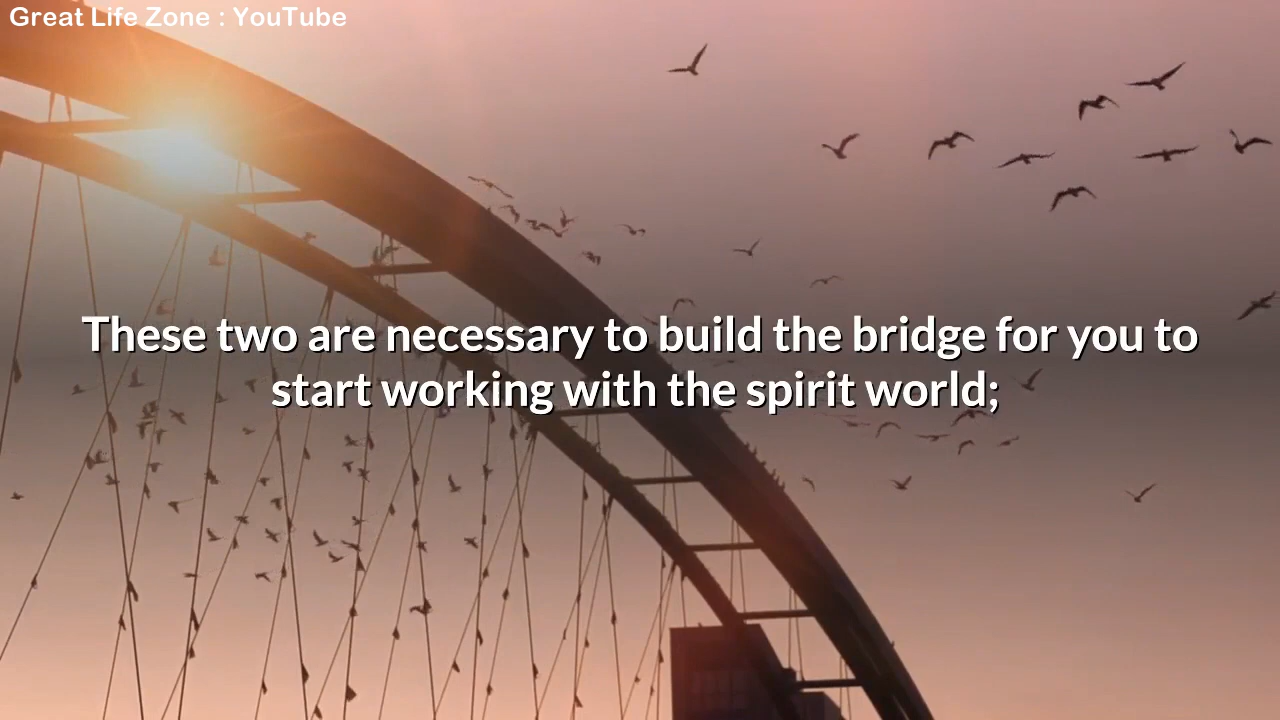 Great Life Zone : YouTube
These two are necessary to build the bridge for you to
start working with the spirit world;